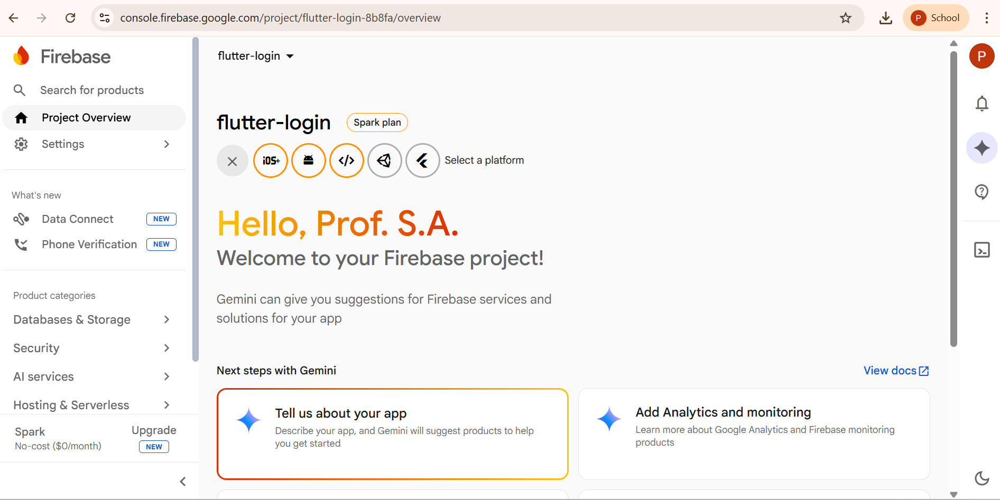 console.firebase.google.com/project/flutter-login-8b8fa/overview
P School
Firebase
Search for products
Project Overview
Settings
What's new
Data Connect NEW
Phone Verification NEW
Product categories
Databases & Storage
Security
AI services
Hosting & Serverless
Spark
No-cost ($0/month)
Upgrade
NEW
flutter-login
flutter-login Spark plan
iOS+ </> Select a platform
Hello, Prof. S.A.
Welcome to your Firebase project!
Gemini can give you suggestions for Firebase services and
solutions for your app
Next steps with Gemini
View docs
Tell us about your app
Describe your app, and Gemini will suggest products to help
you get started
Add Analytics and monitoring
Learn more about Google Analytics and Firebase monitoring
products
P